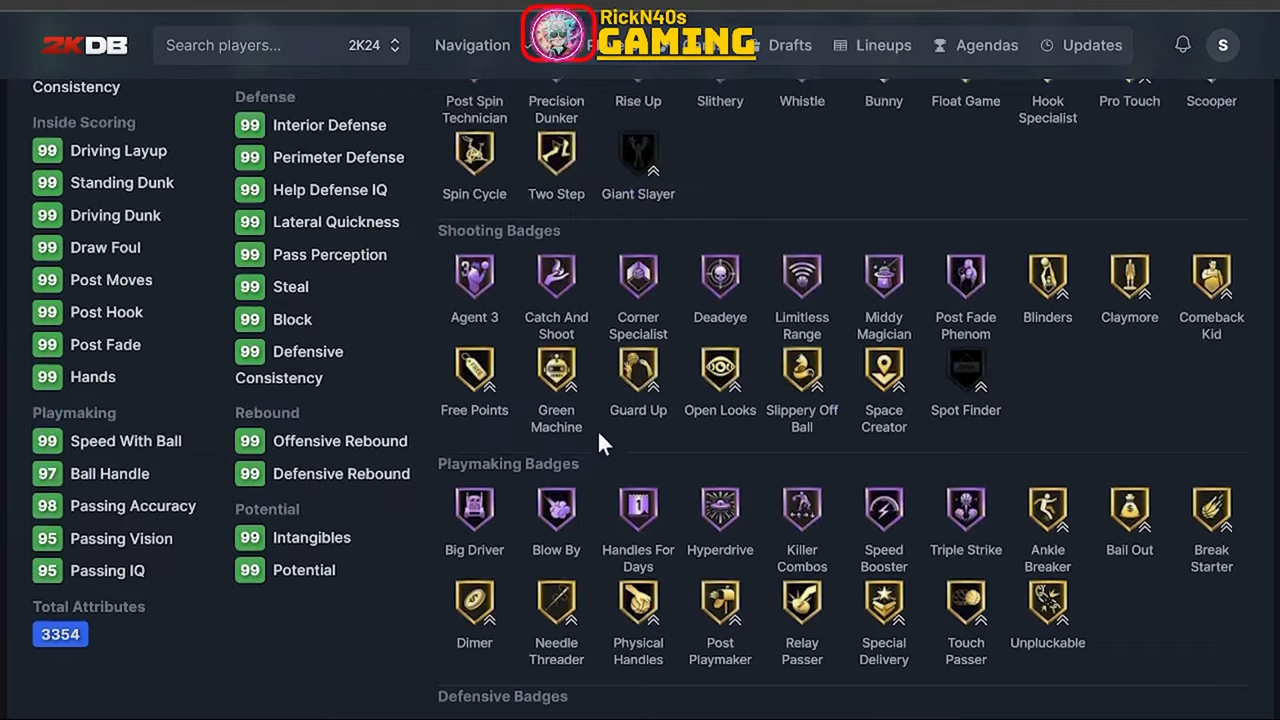 2KDB
Search players...
2K24
Navigation
RickN40s
GAMING
Drafts
Lineups
Agendas
Updates
S
Consistency
Inside Scoring
99 Driving Layup
99 Standing Dunk
99 Driving Dunk
99 Draw Foul
99 Post Moves
99 Post Hook
99 Post Fade
99 Hands
Playmaking
99 Speed With Ball
97 Ball Handle
98 Passing Accuracy
95 Passing Vision
95 Passing IQ
Total Attributes
3354
Defense
99 Interior Defense
99 Perimeter Defense
99 Help Defense IQ
99 Lateral Quickness
99 Pass Perception
99 Steal
99 Block
99 Defensive
Consistency
Rebound
99 Offensive Rebound
99 Defensive Rebound
Potential
99 Intangibles
99 Potential
Post Spin
Technician
Precision
Dunker
Rise Up
Slithery
Whistle
Bunny
Float Game
Hook
Specialist
Pro Touch
Scooper
Spin Cycle
Two Step
Giant Slayer
Shooting Badges
Agent 3
Catch And
Shoot
Corner
Specialist
Deadeye
Limitless
Range
Middy
Magician
Post Fade
Phenom
Blinders
Claymore
Comeback
Kid
Free Points
Green
Machine
Guard Up
Open Looks
Slippery Off
Ball
Space
Creator
Spot Finder
Playmaking Badges
Big Driver
Blow By
Handles For
Days
Hyperdrive
Killer
Combos
Speed
Booster
Triple Strike
Ankle
Breaker
Bail Out
Break
Starter
Dimer
Needle
Threader
Physical
Handles
Post
Playmaker
Relay
Passer
Special
Delivery
Touch
Passer
Unpluckable
Defensive Badges